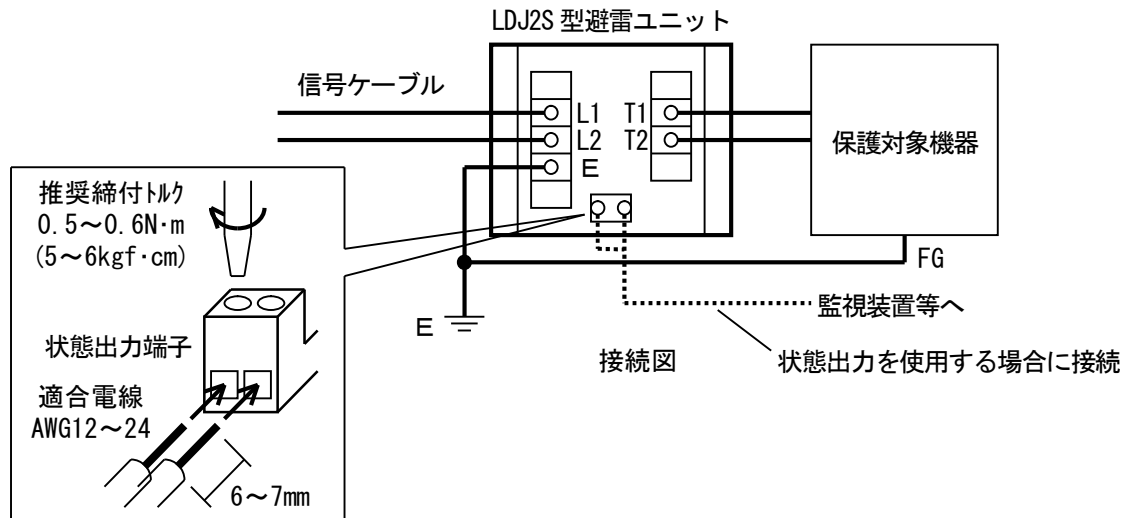 LDJ2S 型避雷ユニット
信号ケーブル
L1
T1
L2
T2
E
保護対象機器
推奨締付ﾄﾙｸ
0.5～0.6N･m
(5～6kgf･cm)
FG
E
監視装置等へ
状態出力端子
接続図
状態出力を使用する場合に接続
適合電線
AWG12～24
6～7mm